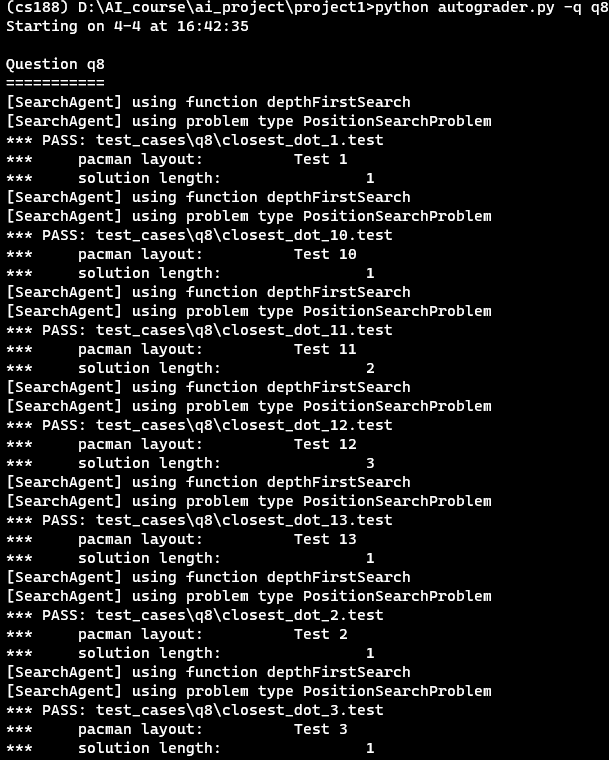 (cs188) D:\AI_course\ai_project\project1>python autograder.py -q q8
Starting on 4-4 at 16:42:35
Question q8
===========
[SearchAgent] using function depthFirstSearch
[SearchAgent] using problem type PositionSearchProblem
*** PASS: test_cases\q8\closest_dot_1.test
***     pacman layout:          Test 1
***     solution length:                1
[SearchAgent] using function depthFirstSearch
[SearchAgent] using problem type PositionSearchProblem
*** PASS: test_cases\q8\closest_dot_10.test
***     pacman layout:          Test 10
***     solution length:                1
[SearchAgent] using function depthFirstSearch
[SearchAgent] using problem type PositionSearchProblem
*** PASS: test_cases\q8\closest_dot_11.test
***     pacman layout:          Test 11
***     solution length:                2
[SearchAgent] using function depthFirstSearch
[SearchAgent] using problem type PositionSearchProblem
*** PASS: test_cases\q8\closest_dot_12.test
***     pacman layout:          Test 12
***     solution length:                3
[SearchAgent] using function depthFirstSearch
[SearchAgent] using problem type PositionSearchProblem
*** PASS: test_cases\q8\closest_dot_13.test
***     pacman layout:          Test 13
***     solution length:                1
[SearchAgent] using function depthFirstSearch
[SearchAgent] using problem type PositionSearchProblem
*** PASS: test_cases\q8\closest_dot_2.test
***     pacman layout:          Test 2
***     solution length:                1
[SearchAgent] using function depthFirstSearch
[SearchAgent] using problem type PositionSearchProblem
*** PASS: test_cases\q8\closest_dot_3.test
***     pacman layout:          Test 3
***     solution length:                1